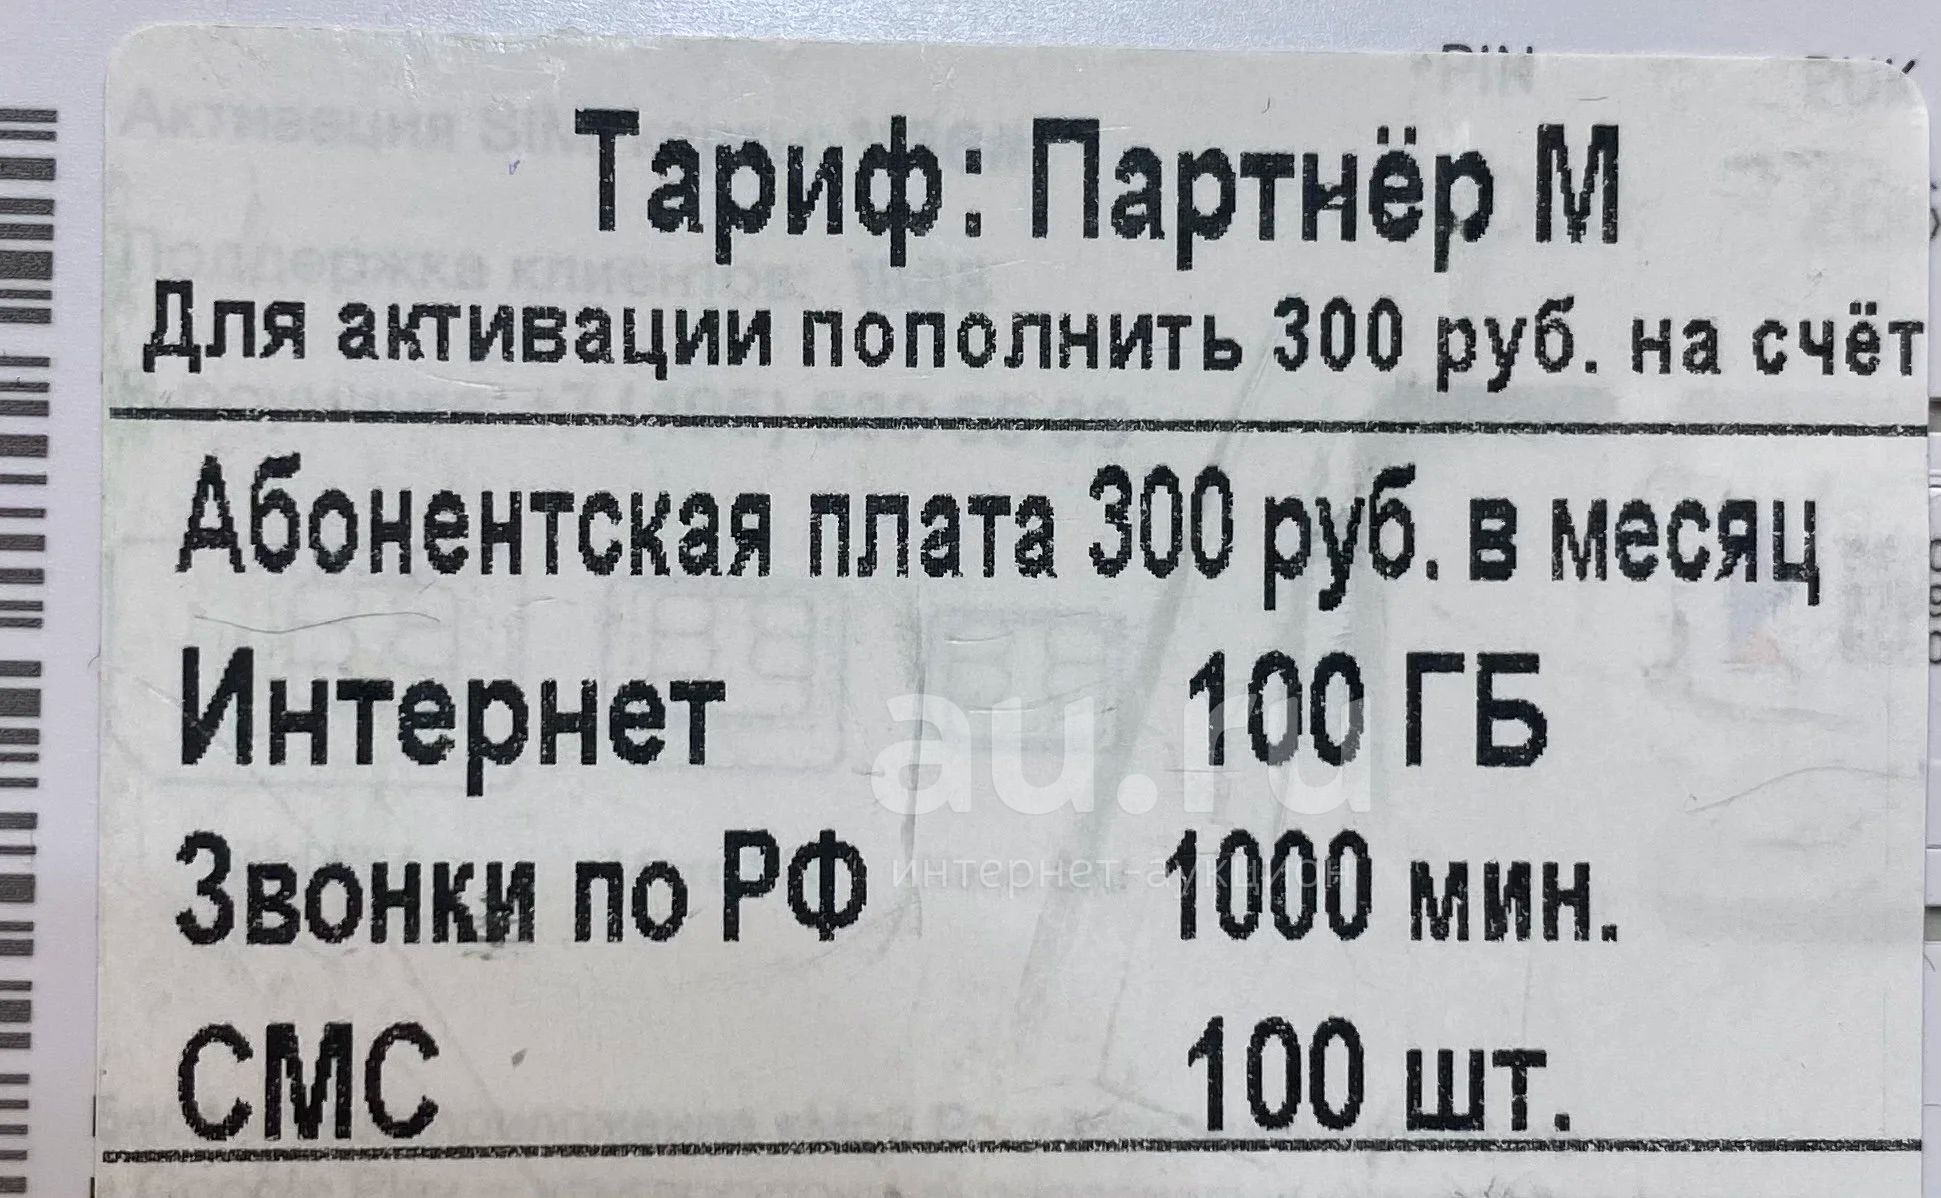 PIN
Тариф: Партнёр М
Для активации пополнить 300 руб. на счёт
Абонентская плата 300 руб. в месяц
Интернет 100 ГБ
au.ru
интернет-аукцион
Звонки по РФ 1000 мин.
СМС 100 шт.